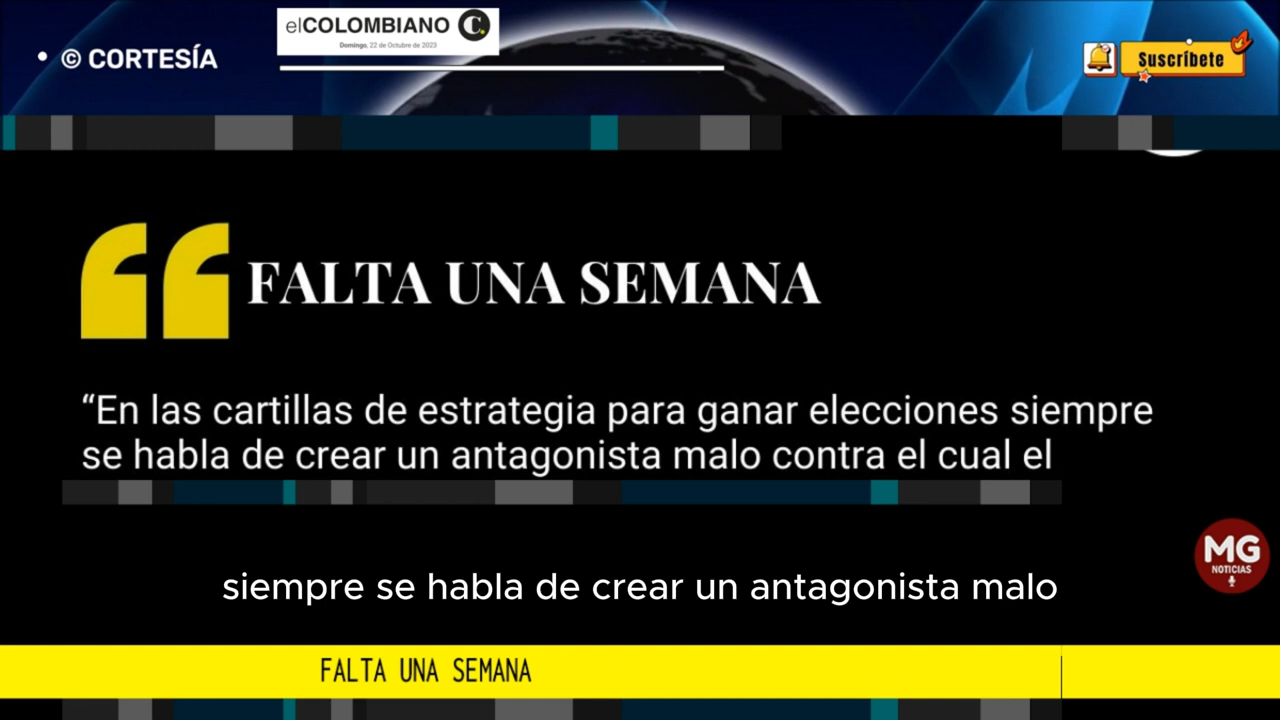 • © CORTESÍA
elCOLOMBIANO C.
Domingo, 22 de Octubre de 2023
Suscríbete
“ FALTA UNA SEMANA
“En las cartillas de estrategia para ganar elecciones siempre
se habla de crear un antagonista malo contra el cual el
MG
NOTICIAS
siempre se habla de crear un antagonista malo
FALTA UNA SEMANA